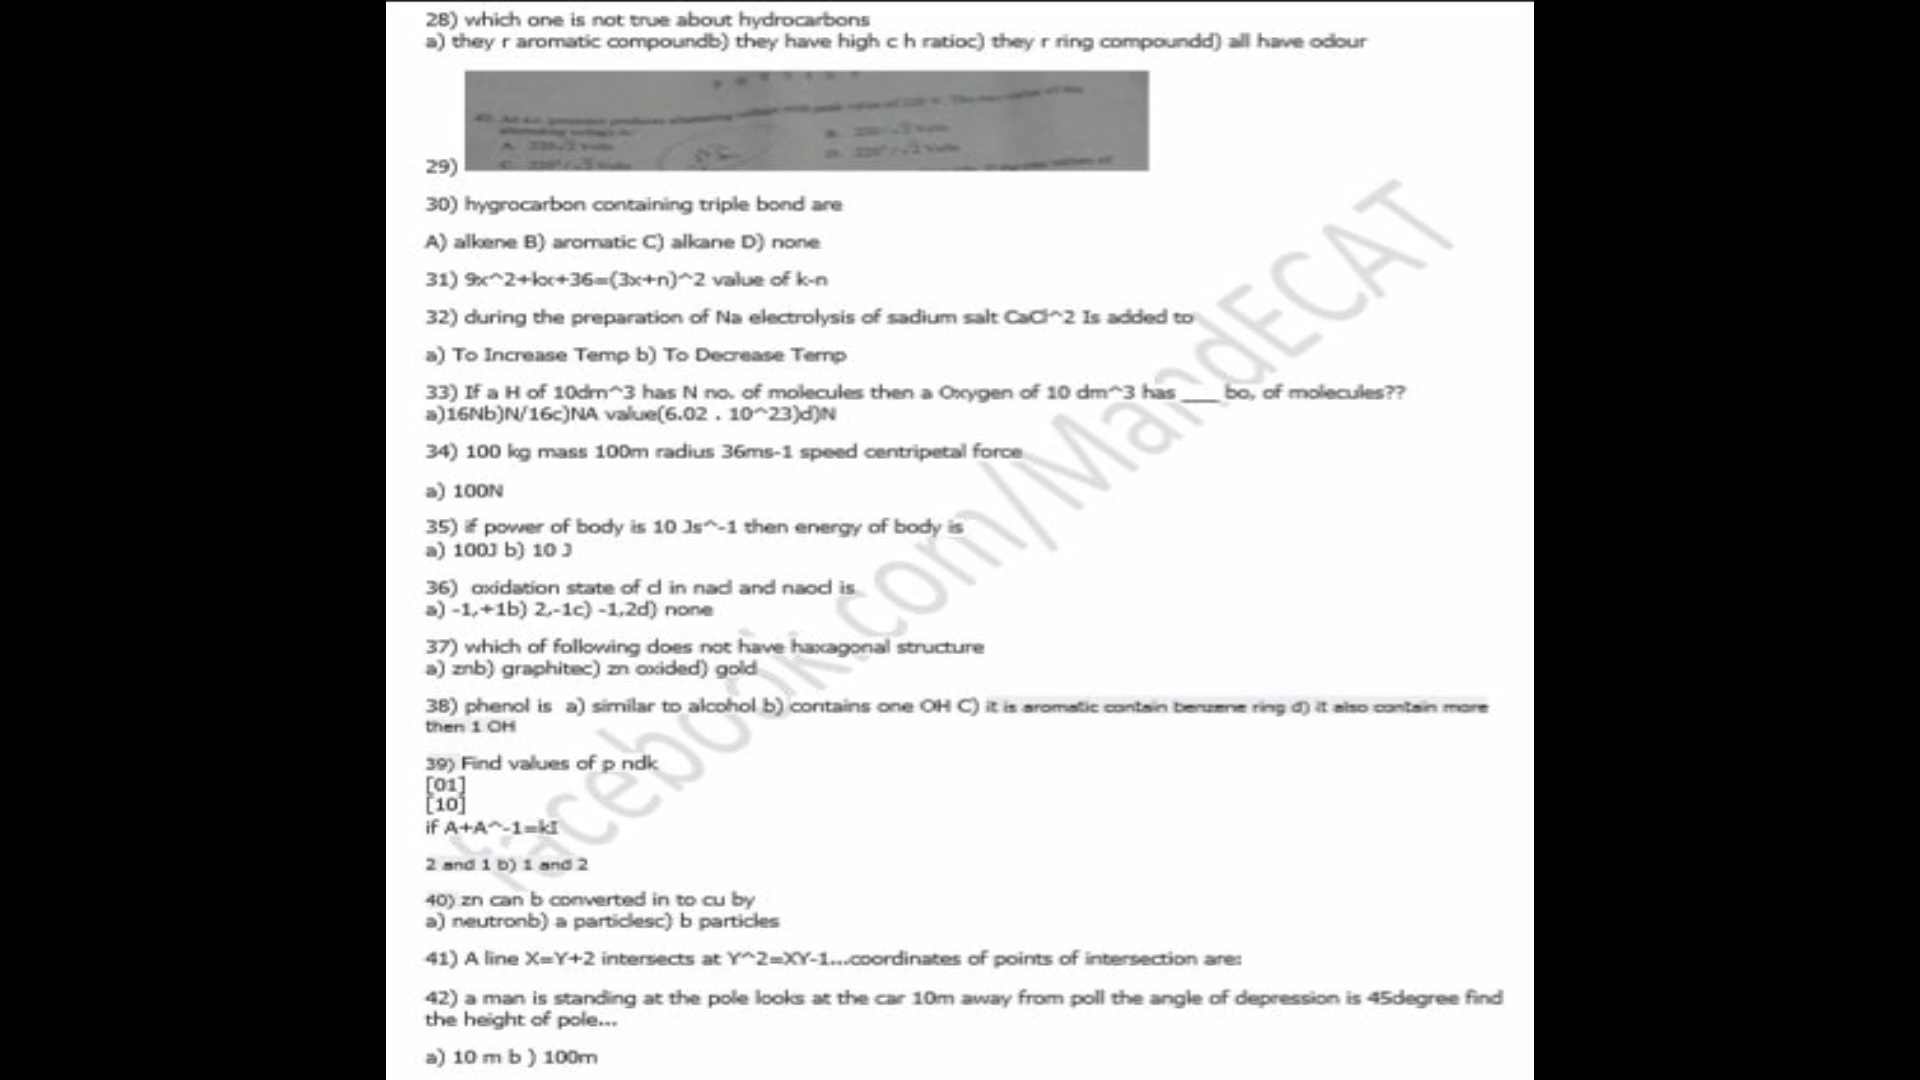 28) which one is not true about hydrocarbons
a) they r aromatic compoundb) they have high c h ratioc) they r ring compoundd) all have odour
29)
30) hygrocarbon containing triple bond are
A) alkene B) aromatic C) alkane D) none
31) 9x^2+kx+36=(3x+n)^2 value of k-n
32) during the preparation of Na electrolysis of sadium salt CaCl^2 Is added to
a) To Increase Temp b) To Decrease Temp
33) If a H of 10dm^3 has N no. of molecules then a Oxygen of 10 dm^3 has ___ bo, of molecules??
a)16Nb)N/16c)NA value(6.02 . 10^23)d)N
34) 100 kg mass 100m radius 36ms-1 speed centripetal force
a) 100N
35) if power of body is 10 Js^-1 then energy of body is
a) 100J b) 10 J
36) oxidation state of cl in nacl and naocl is
a) -1,+1b) 2,-1c) -1,2d) none
37) which of following does not have haxagonal structure
a) znb) graphitec) zn oxided) gold
38) phenol is a) similar to alcohol b) contains one OH C) it is aromatic contain benzene ring d) it also contain more
then 1 OH
39) Find values of p ndk
[01]
[10]
if A+A^-1=kI
2 and 1 b) 1 and 2
40) zn can b converted in to cu by
a) neutronb) a particlesc) b particles
41) A line X=Y+2 intersects at Y^2=XY-1...coordinates of points of intersection are:
42) a man is standing at the pole looks at the car 10m away from poll the angle of depression is 45degree find
the height of pole...
a) 10 m b ) 100m
facebook.com/MandECAT